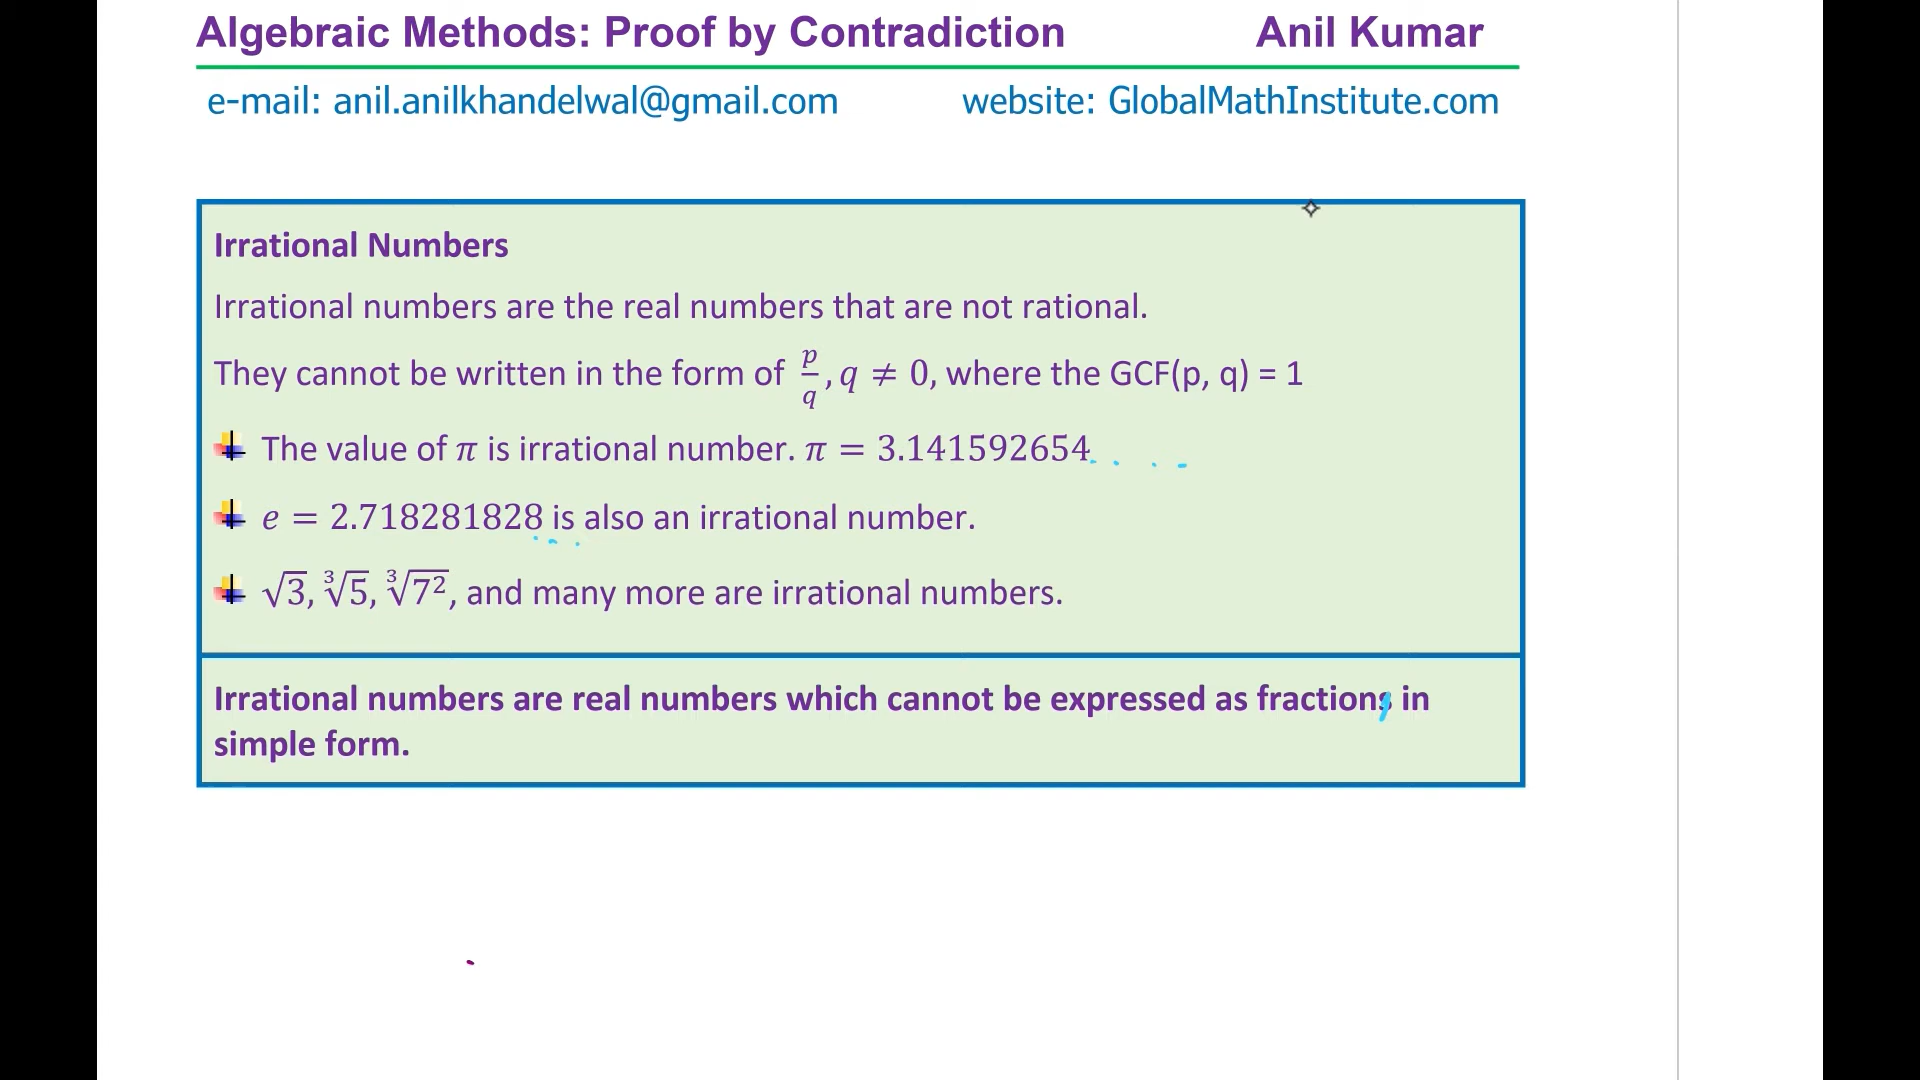 Algebraic Methods: Proof by Contradiction Anil Kumar
e-mail: anil.anilkhandelwal@gmail.com website: GlobalMathInstitute.com
Irrational Numbers
Irrational numbers are the real numbers that are not rational.
They cannot be written in the form of p/q, q ≠ 0, where the GCF(p, q) = 1
The value of π is irrational number. π = 3.141592654. . . .
e = 2.718281828 is also an irrational number.
√3, ∛5, ∛7², and many more are irrational numbers.
Irrational numbers are real numbers which cannot be expressed as fractions in
simple form.